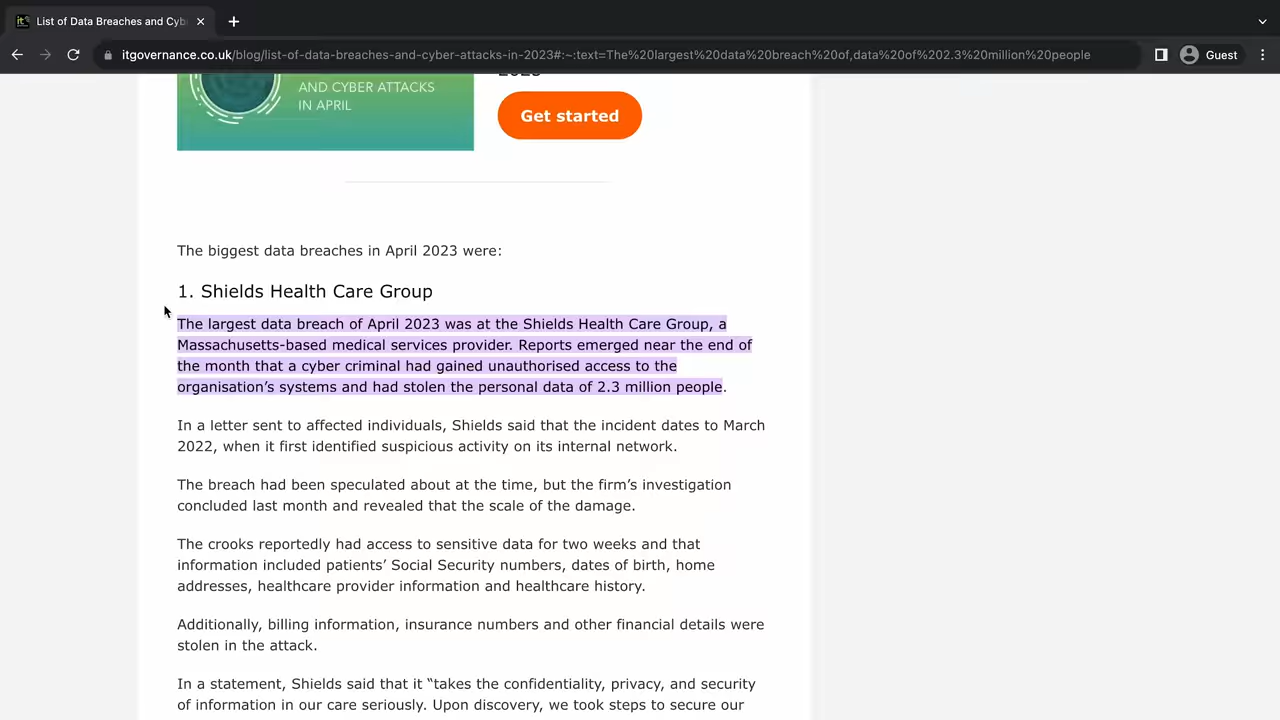 List of Data Breaches and Cyb
itgovernance.co.uk/blog/list-of-data-breaches-and-cyber-attacks-in-2023#:~:text=The%20largest%20data%20breach%20of,data%20of%202.3%20million%20people
Guest
AND CYBER ATTACKS
IN APRIL
2023
Get started
The biggest data breaches in April 2023 were:
1. Shields Health Care Group
The largest data breach of April 2023 was at the Shields Health Care Group, a
Massachusetts-based medical services provider. Reports emerged near the end of
the month that a cyber criminal had gained unauthorised access to the
organisation’s systems and had stolen the personal data of 2.3 million people.
In a letter sent to affected individuals, Shields said that the incident dates to March
2022, when it first identified suspicious activity on its internal network.
The breach had been speculated about at the time, but the firm’s investigation
concluded last month and revealed that the scale of the damage.
The crooks reportedly had access to sensitive data for two weeks and that
information included patients’ Social Security numbers, dates of birth, home
addresses, healthcare provider information and healthcare history.
Additionally, billing information, insurance numbers and other financial details were
stolen in the attack.
In a statement, Shields said that it “takes the confidentiality, privacy, and security
of information in our care seriously. Upon discovery, we took steps to secure our